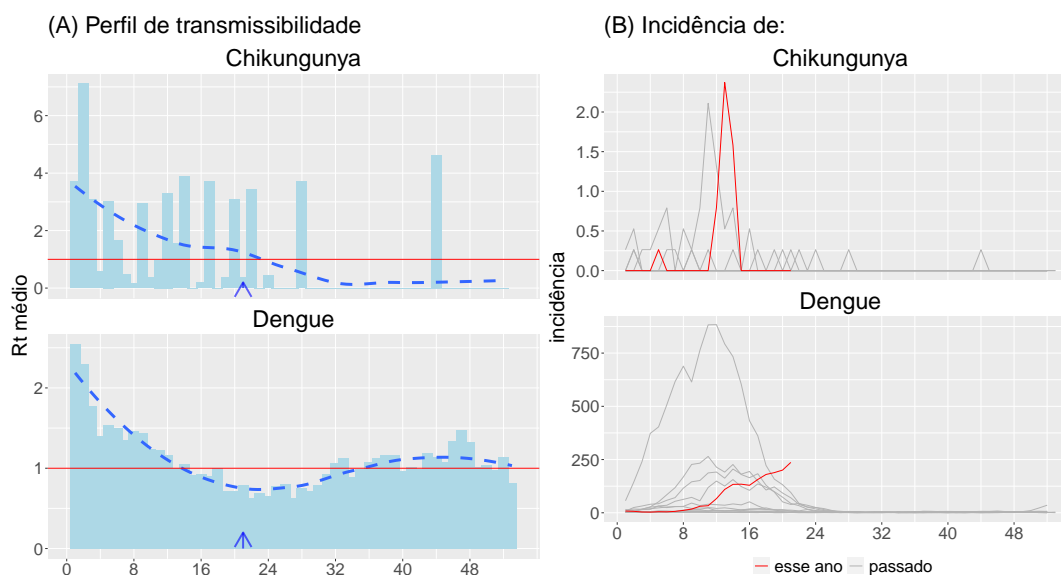 (A) Perfil de transmissibilidade
Chikungunya
6
4
2
0
Dengue
2
1
0
0 8 16 24 32 40 48
Rt médio
(B) Incidência de:
Chikungunya
2.0
1.5
1.0
0.5
0.0
Dengue
750
500
250
0
0 8 16 24 32 40 48
incidência
esse ano passado